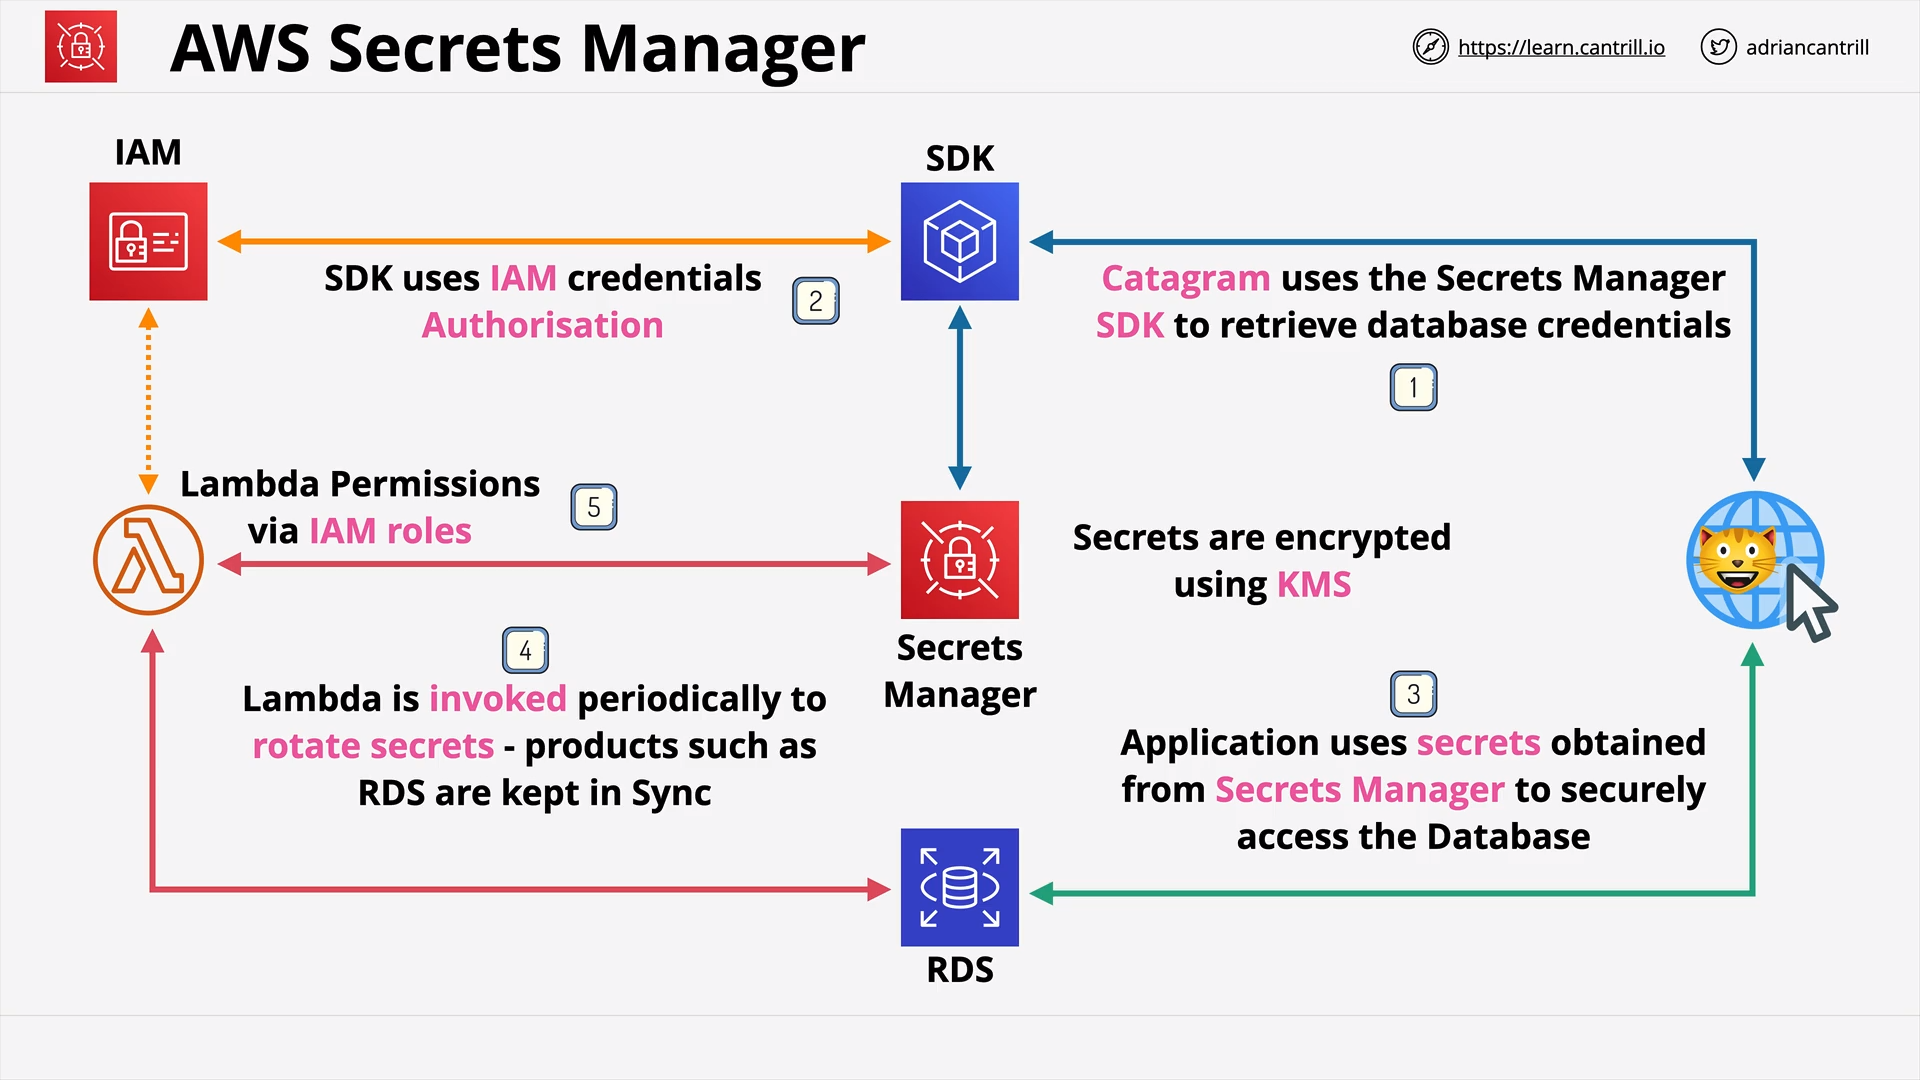 AWS Secrets Manager
https://learn.cantrill.io
adriancantrill
IAM
SDK
SDK uses IAM credentials
Authorisation
2
Catagram uses the Secrets Manager
SDK to retrieve database credentials
1
Lambda Permissions
via IAM roles
5
Secrets are encrypted
using KMS
Secrets
Manager
4
Lambda is invoked periodically to
rotate secrets - products such as
RDS are kept in Sync
3
Application uses secrets obtained
from Secrets Manager to securely
access the Database
RDS